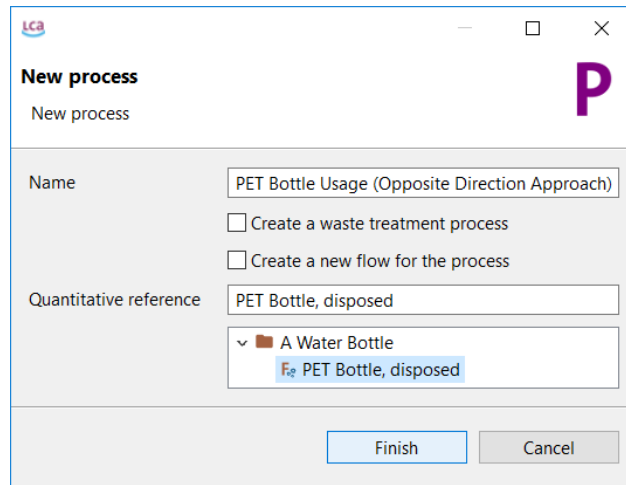 LCA
New process
New process
P
Name
PET Bottle Usage (Opposite Direction Approach)
Create a waste treatment process
Create a new flow for the process
Quantitative reference
PET Bottle, disposed
A Water Bottle
F PET Bottle, disposed
Finish
Cancel